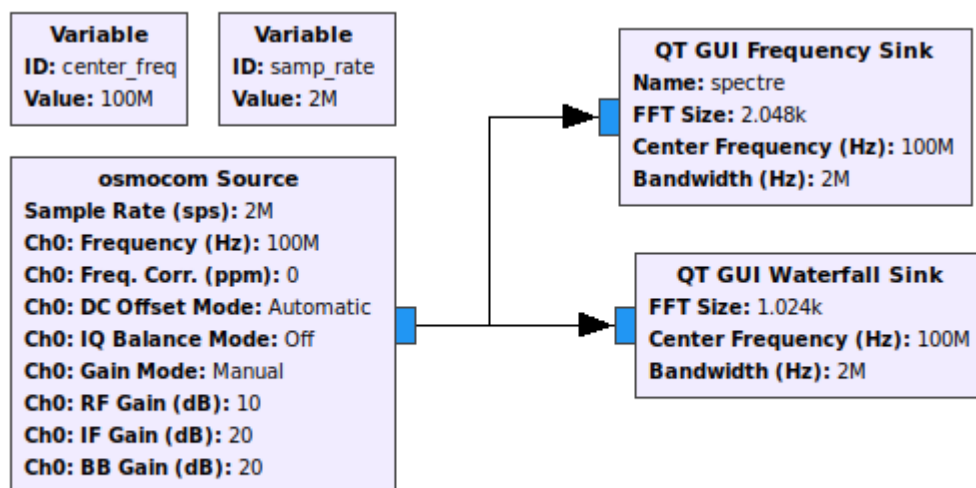 Variable
ID: center_freq
Value: 100M
Variable
ID: samp_rate
Value: 2M
osmocom Source
Sample Rate (sps): 2M
Ch0: Frequency (Hz): 100M
Ch0: Freq. Corr. (ppm): 0
Ch0: DC Offset Mode: Automatic
Ch0: IQ Balance Mode: Off
Ch0: Gain Mode: Manual
Ch0: RF Gain (dB): 10
Ch0: IF Gain (dB): 20
Ch0: BB Gain (dB): 20
QT GUI Frequency Sink
Name: spectre
FFT Size: 2.048k
Center Frequency (Hz): 100M
Bandwidth (Hz): 2M
QT GUI Waterfall Sink
FFT Size: 1.024k
Center Frequency (Hz): 100M
Bandwidth (Hz): 2M